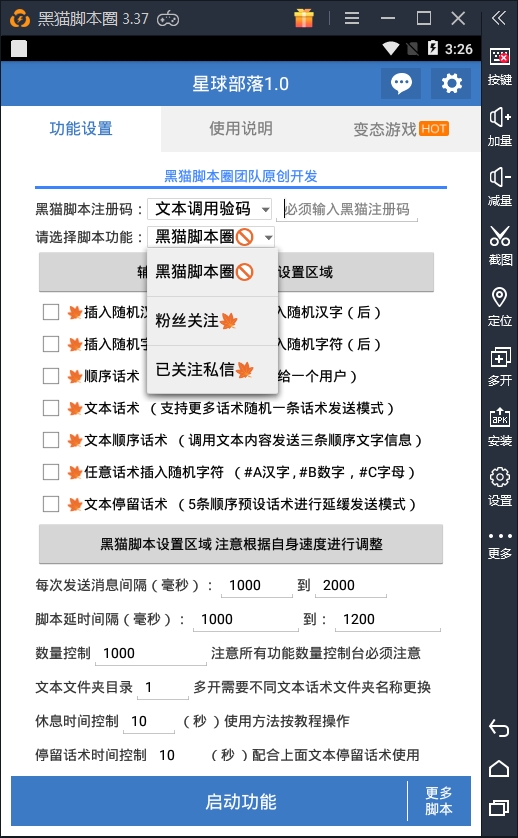 黑猫脚本圈 3.37
3:26
星球部落1.0
功能设置 使用说明 变态游戏 HOT
黑猫脚本圈团队原创开发
黑猫脚本注册码： 文本调用验码 必须输入黑猫注册码
请选择脚本功能： 黑猫脚本圈
黑猫脚本圈
粉丝关注
已关注私信
设置区域
插入随机汉 入随机汉字（后）
插入随机字 入随机字符（后）
顺序话术 给一个用户）
文本话术 （支持更多话术随机一条话术发送模式）
文本顺序话术 （调用文本内容发送三条顺序文字信息）
任意话术插入随机字符 （#A汉字,#B数字，#C字母）
文本停留话术 （5条顺序预设话术进行延缓发送模式）
黑猫脚本设置区域 注意根据自身速度进行调整
每次发送消息间隔（毫秒）： 1000 到 2000
脚本延时间隔（毫秒）： 1000 到： 1200
数量控制 1000 注意所有功能数量控制台必须注意
文本文件夹目录 1 多开需要不同文本话术文件夹名称更换
休息时间控制 10 （秒）使用方法按教程操作
停留话术时间控制 10 （秒）配合上面文本停留话术使用
启动功能
更多
脚本
按键
加量
减量
截图
定位
多开
APK
安装
设置
更多